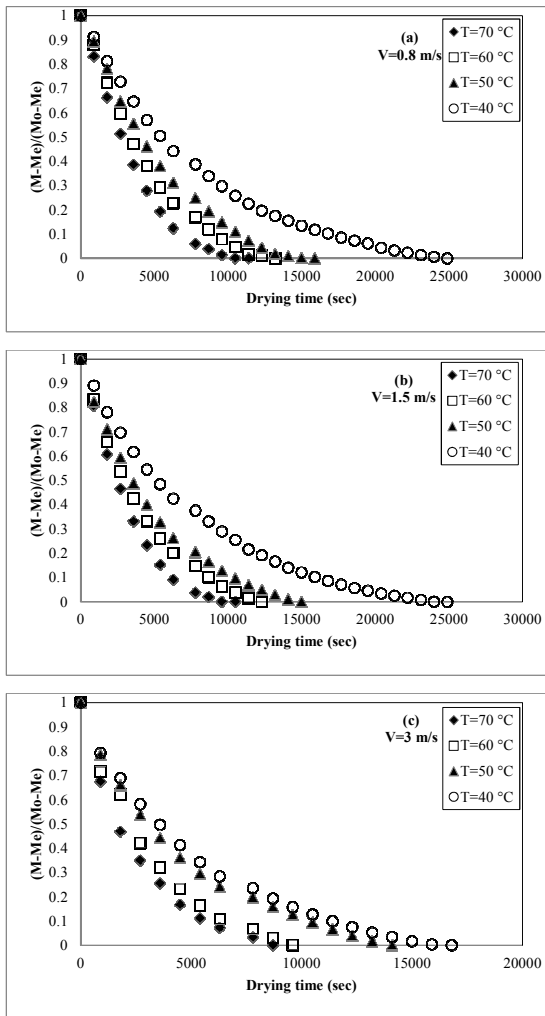 (a)
V=0.8 m/s
T=70 °C
T=60 °C
T=50 °C
T=40 °C
(M-Me)/(Mo-Me)
1
0.9
0.8
0.7
0.6
0.5
0.4
0.3
0.2
0.1
0
0 5000 10000 15000 20000 25000 30000
Drying time (sec)
(b)
V=1.5 m/s
T=70 °C
T=60 °C
T=50 °C
T=40 °C
(M-Me)/(Mo-Me)
1
0.9
0.8
0.7
0.6
0.5
0.4
0.3
0.2
0.1
0
0 5000 10000 15000 20000 25000 30000
Drying time (sec)
(c)
V=3 m/s
T=70 °C
T=60 °C
T=50 °C
T=40 °C
(M-Me)/(Mo-Me)
1
0.9
0.8
0.7
0.6
0.5
0.4
0.3
0.2
0.1
0
0 5000 10000 15000 20000
Drying time (sec)